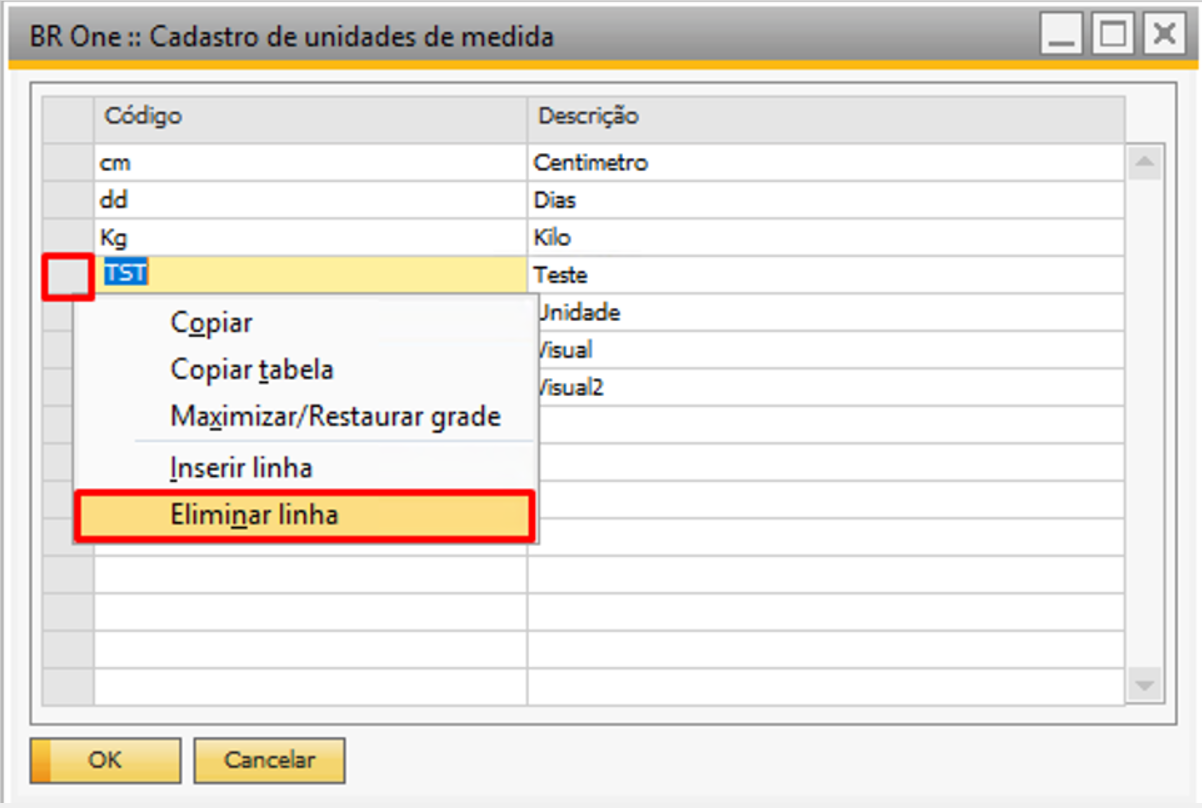 BR One :: Cadastro de unidades de medida
Código Descrição
cm Centimetro
dd Dias
Kg Kilo
TST Teste
Copiar Unidade
Copiar tabela Visual
Maximizar/Restaurar grade Visual2
Inserir linha
Eliminar linha
OK Cancelar